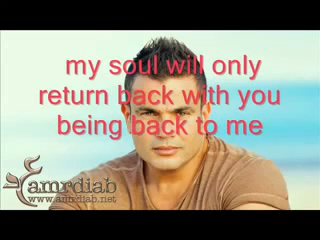 my soul will only
return back with you
being back to me
amrdiab
www.amrdiab.net